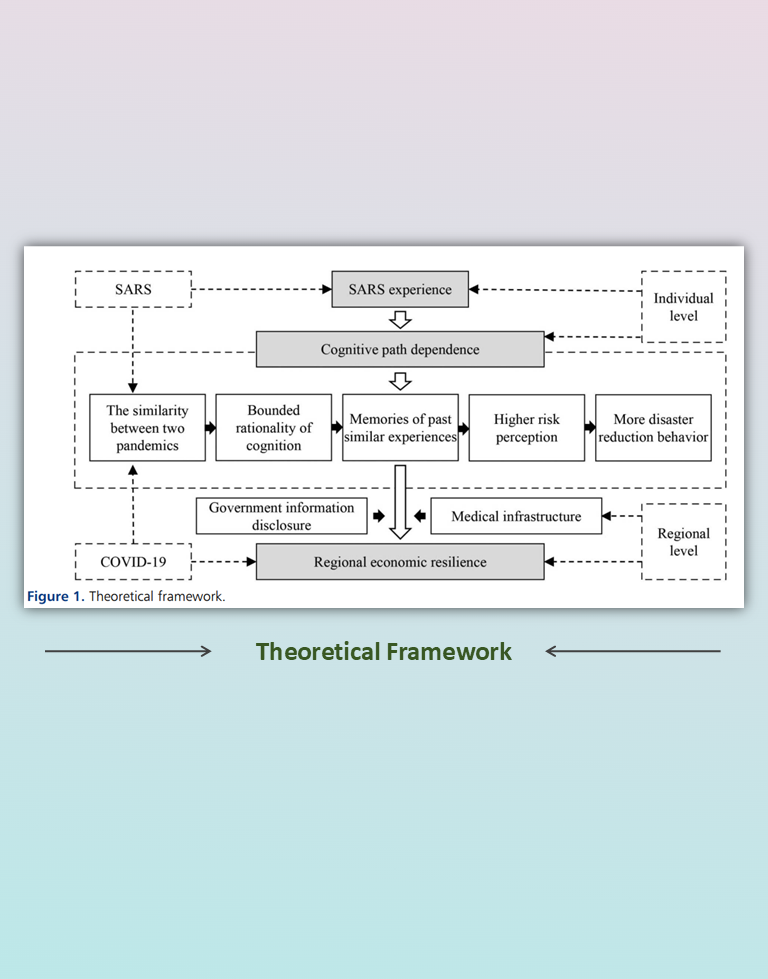 SARS
SARS experience
Individual
level
Cognitive path dependence
The similarity
between two
pandemics
Bounded
rationality of
cognition
Memories of past
similar experiences
Higher risk
perception
More disaster
reduction behavior
Government information
disclosure
Medical infrastructure
Regional
level
COVID-19
Regional economic resilience
Figure 1. Theoretical framework.
Theoretical Framework